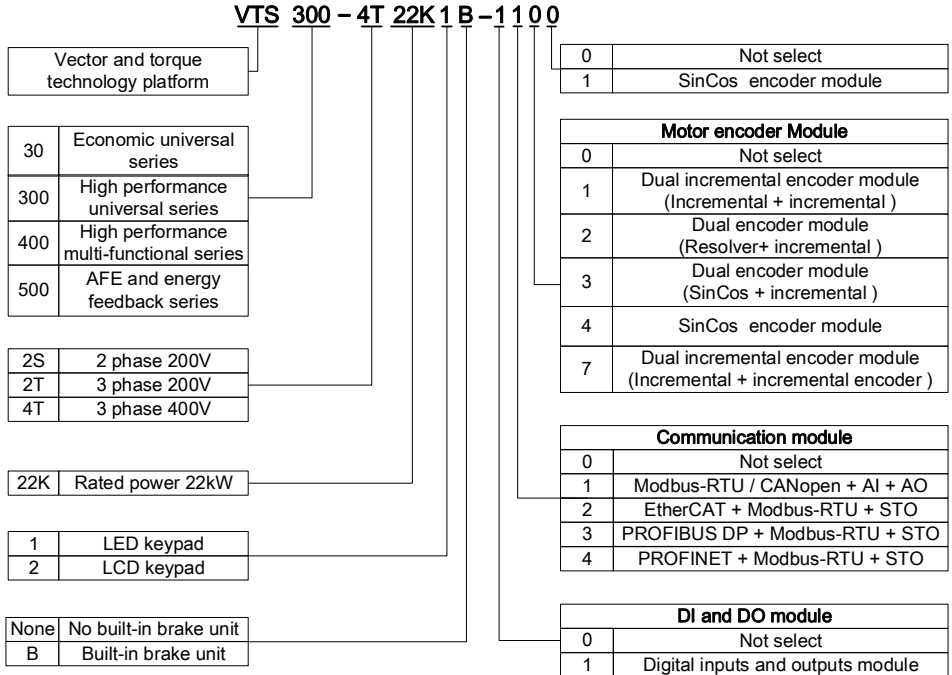 VTS 300 – 4T 22K 1 B – 1 1 0 0
Vector and torque
technology platform
30 Economic universal
series
300 High performance
universal series
400 High performance
multi-functional series
500 AFE and energy
feedback series
2S 2 phase 200V
2T 3 phase 200V
4T 3 phase 400V
22K Rated power 22kW
1 LED keypad
2 LCD keypad
None No built-in brake unit
B Built-in brake unit
0 Not select
1 SinCos encoder module
Motor encoder Module
0 Not select
1 Dual incremental encoder module
(Incremental + incremental )
2 Dual encoder module
(Resolver+ incremental )
3 Dual encoder module
(SinCos + incremental )
4 SinCos encoder module
7 Dual incremental encoder module
(Incremental + incremental encoder )
Communication module
0 Not select
1 Modbus-RTU / CANopen + AI + AO
2 EtherCAT + Modbus-RTU + STO
3 PROFIBUS DP + Modbus-RTU + STO
4 PROFINET + Modbus-RTU + STO
DI and DO module
0 Not select
1 Digital inputs and outputs module